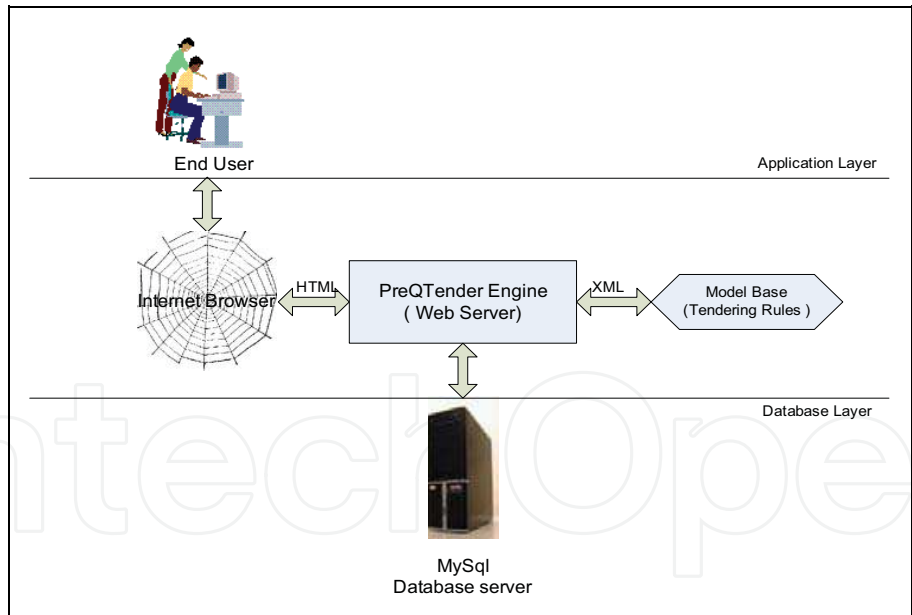 End User
Application Layer
Internet Browser
HTML
PreQTender Engine
( Web Server)
XML
Model Base
(Tendering Rules )
Database Layer
MySql
Database server
ntechOpe